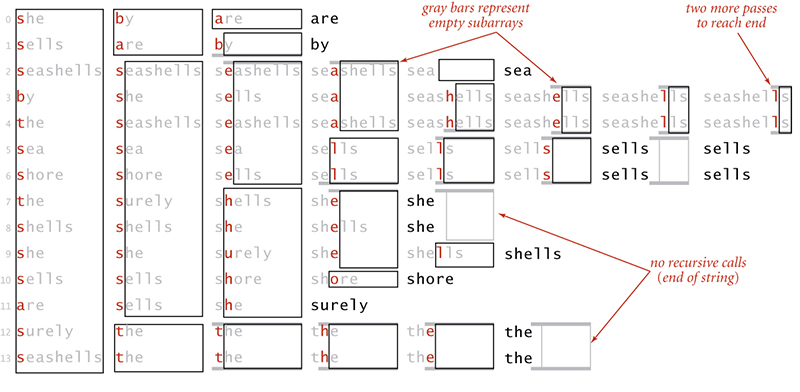 gray bars represent
empty subarrays
two more passes
to reach end
0 she by are are
1 sells are by by
2 seashells seashells seashells seashells sea sea
3 by she sells sea seashells seashells seashells seashells
4 the seashells seashells seashells seashells seashells seashells seashells
5 sea sea sea sells sells sells sells sells
6 shore shore sells sells sells sells sells sells
7 the surely shells she she
8 shells shells she shells she
9 she she surely she shells shells
10 sells sells shore shore shore
11 are sells she surely
12 surely the the the the the
13 seashells the the the the the
no recursive calls
(end of string)